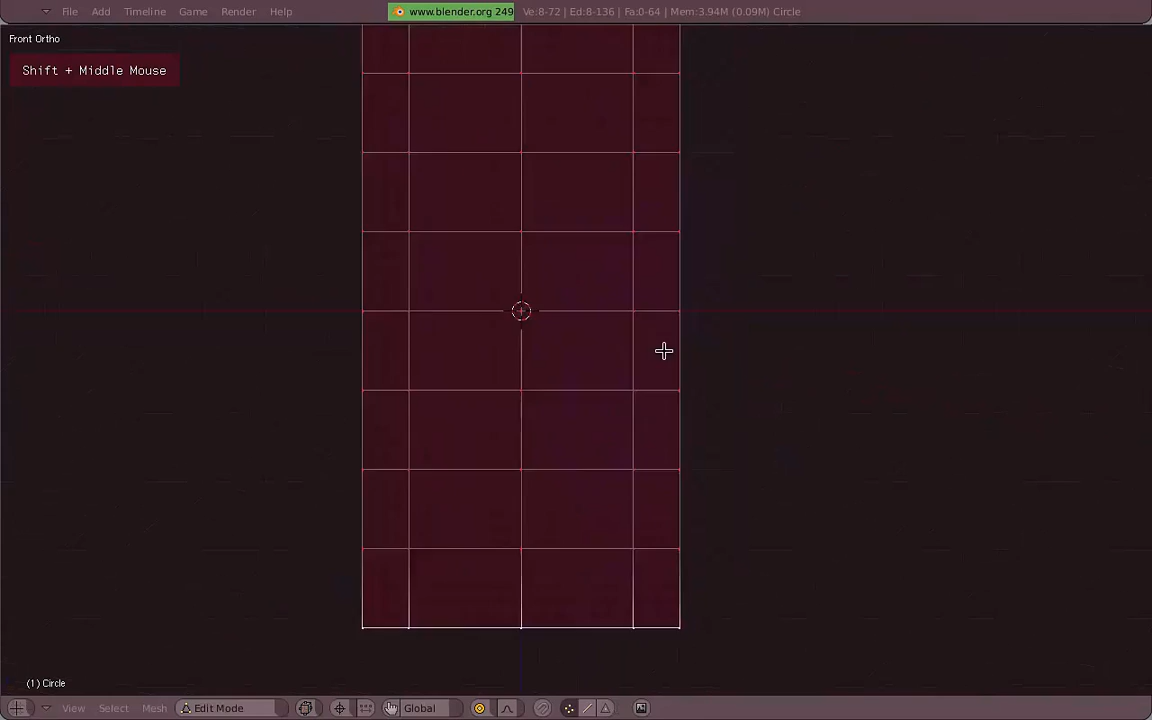 File Add Timeline Game Render Help www.blender.org 249 Ve:8-72 | Ed:8-136 | Fa:0-64 | Mem:3.94M (0.09M) Circle
Front Ortho
Shift + Middle Mouse
(1) Circle
View Select Mesh Edit Mode Global